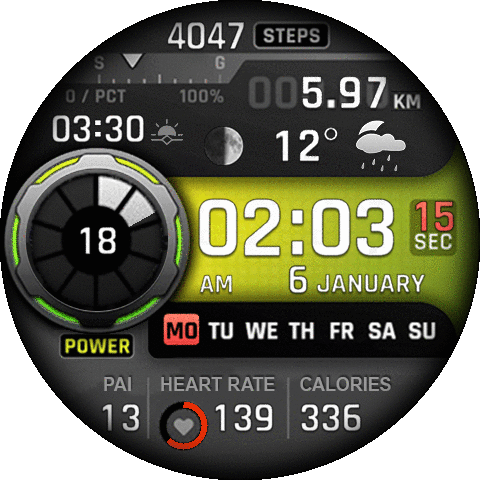 4047 STEPS
S G
0 / PCT 100%
5.97 KM
03:30
12°
02:03 15 SEC
AM 6 JANUARY
18
POWER
MO TU WE TH FR SA SU
PAI HEART RATE CALORIES
13 139 336